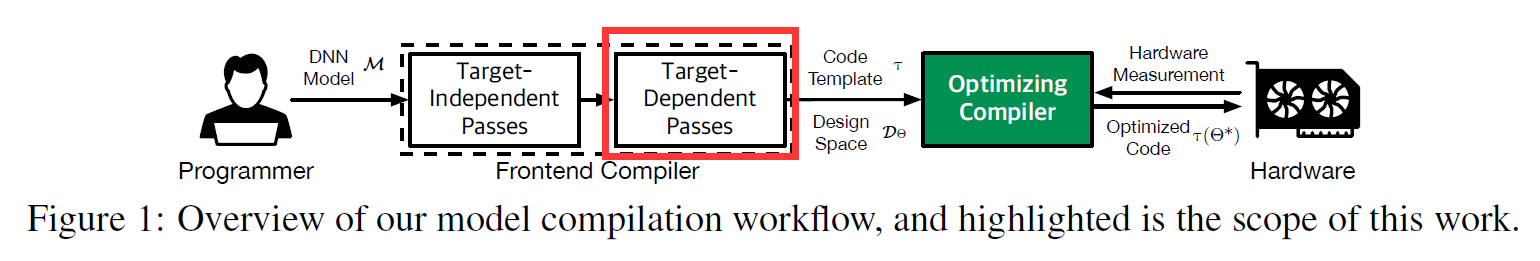 DNN
Model 𝓜
Programmer
Target-
Independent
Passes
Target-
Dependent
Passes
Frontend Compiler
Code
Template τ
Design
Space 𝒟Θ
Optimizing
Compiler
Hardware
Measurement
Optimized
Code τ(Θ*)
Hardware
Figure 1: Overview of our model compilation workflow, and highlighted is the scope of this work.